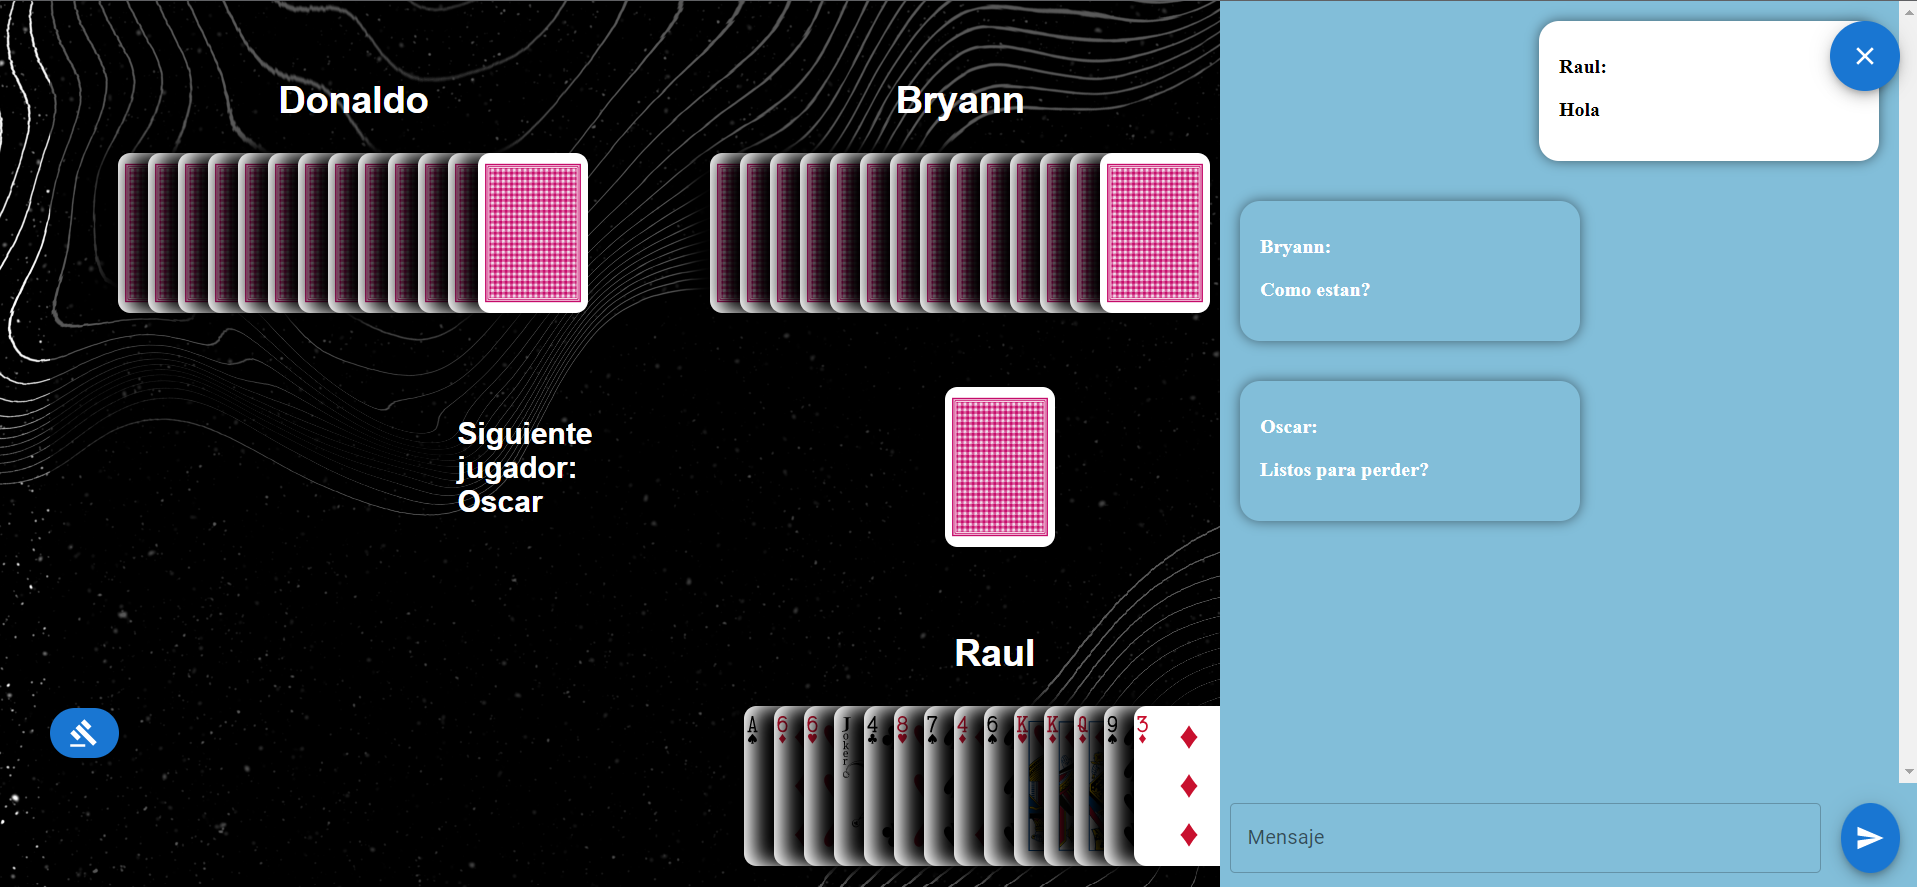 Donaldo
Bryann
Siguiente
jugador:
Oscar
Raul
A 6 6 Joker 4 8 7 4 6 K K Q 9 3
Raul:
Hola
Bryann:
Como estan?
Oscar:
Listos para perder?
Mensaje